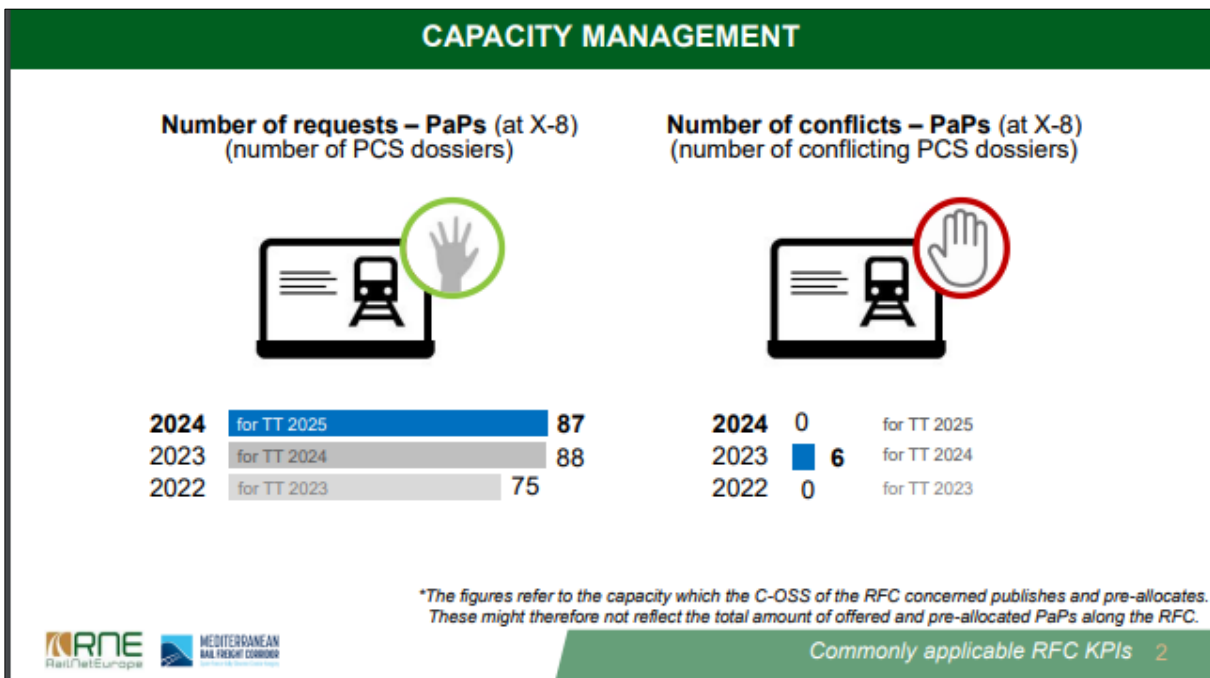 CAPACITY MANAGEMENT
Number of requests – PaPs (at X-8)
(number of PCS dossiers)
Number of conflicts – PaPs (at X-8)
(number of conflicting PCS dossiers)
2024 for TT 2025 87
2023 for TT 2024 88
2022 for TT 2023 75
2024 0 for TT 2025
2023 6 for TT 2024
2022 0 for TT 2023
*The figures refer to the capacity which the C-OSS of the RFC concerned publishes and pre-allocates.
These might therefore not reflect the total amount of offered and pre-allocated PaPs along the RFC.
RNE
RailNetEurope
MEDITERRANEAN
RAIL FREIGHT CORRIDOR
Commonly applicable RFC KPIs 2